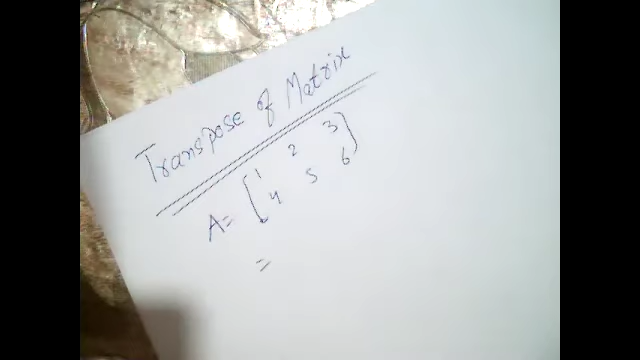 Transpose of Matrix
A = [1 2 3
4 5 6]
=